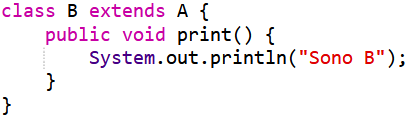 class B extends A {
    public void print() {
        System.out.println("Sono B");
    }
}